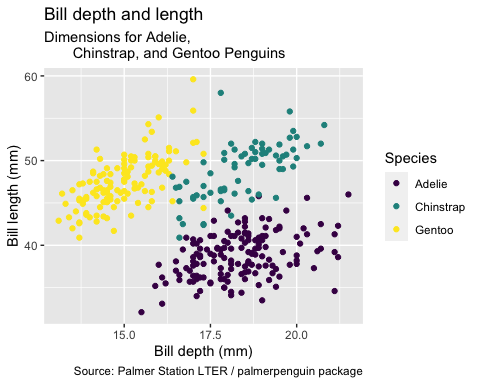 Bill depth and length
Dimensions for Adelie,
Chinstrap, and Gentoo Penguins
60
50
40
Bill length (mm)
15.0 17.5 20.0
Bill depth (mm)
Species
Adelie
Chinstrap
Gentoo
Source: Palmer Station LTER / palmerpenguin package